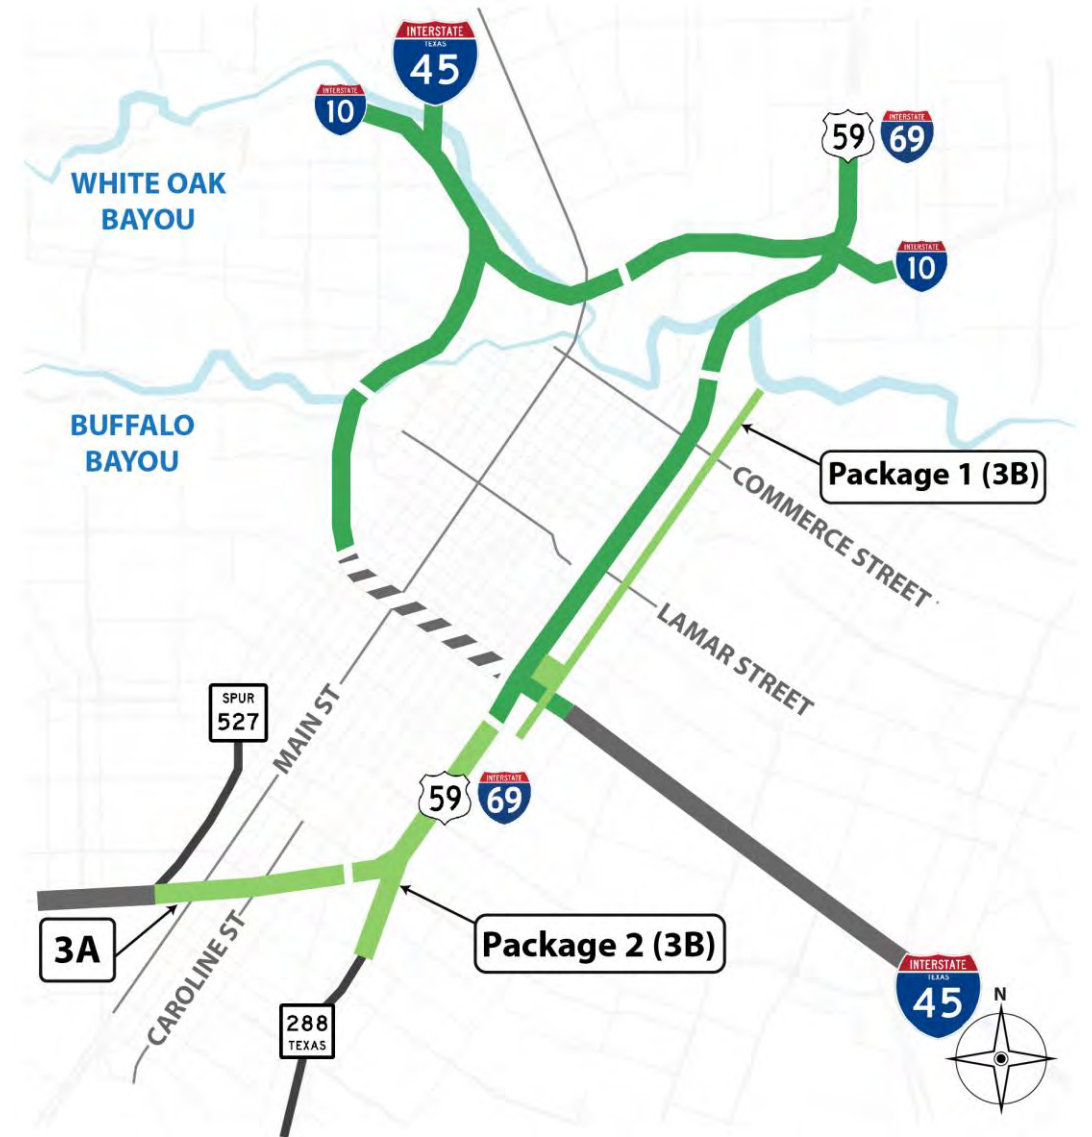 INTERSTATE
TEXAS
45
INTERSTATE
10
59
INTERSTATE
69
WHITE OAK
BAYOU
INTERSTATE
10
BUFFALO
BAYOU
Package 1 (3B)
COMMERCE STREET
LAMAR STREET
SPUR
527
MAIN ST
59
INTERSTATE
69
3A
CAROLINE ST
Package 2 (3B)
INTERSTATE
TEXAS
45
N
288
TEXAS